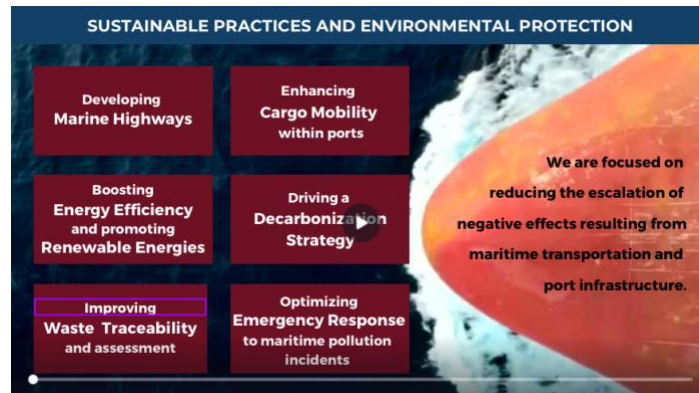 SUSTAINABLE PRACTICES AND ENVIRONMENTAL PROTECTION
Developing
Marine Highways
Enhancing
Cargo Mobility
within ports
Boosting
Energy Efficiency
and promoting
Renewable Energies
Driving a
Decarbonization
Strategy
Improving
Waste Traceability
and assessment
Optimizing
Emergency Response
to maritime pollution
incidents
We are focused on
reducing the escalation of
negative effects resulting from
maritime transportation and
port infrastructure.